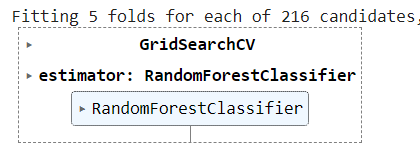 Fitting 5 folds for each of 216 candidates,
GridSearchCV
estimator: RandomForestClassifier
RandomForestClassifier